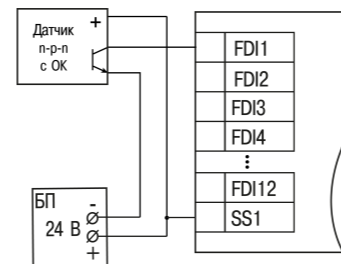 Датчик +
n-p-n
с ОК
FDI1
FDI2
FDI3
FDI4
⋮
FDI12
SS1
БП -
24 В
+